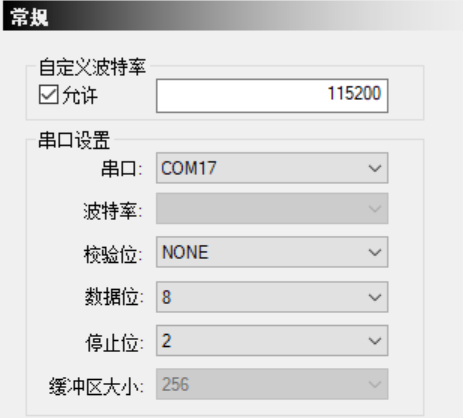 常规
自定义波特率
允许 115200
串口设置
串口: COM17
波特率:
校验位: NONE
数据位: 8
停止位: 2
缓冲区大小: 256